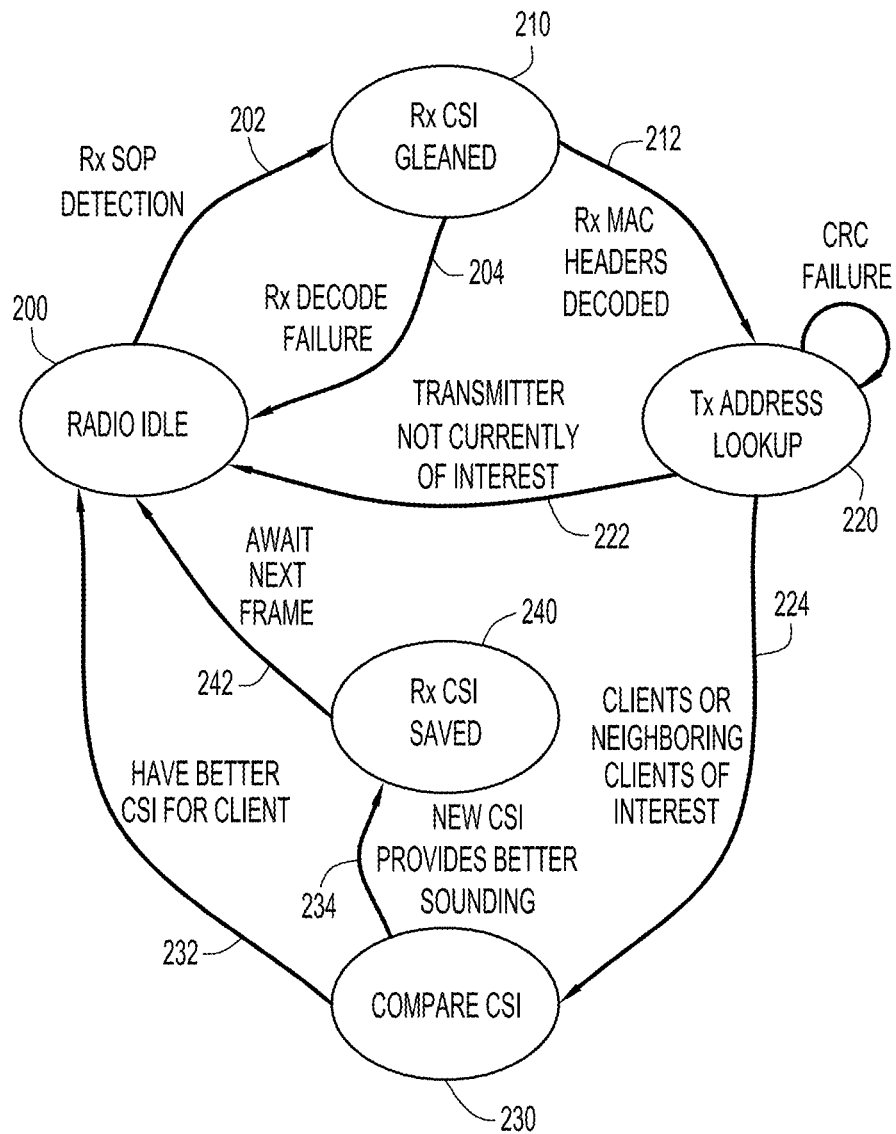 210
Rx CSI
GLEANED
202
212
Rx SOP
DETECTION
Rx MAC
HEADERS
DECODED
204
CRC
FAILURE
Rx DECODE
FAILURE
200
RADIO IDLE
TRANSMITTER
NOT CURRENTLY
OF INTEREST
Tx ADDRESS
LOOKUP
220
222
AWAIT
NEXT
FRAME
240
224
242
Rx CSI
SAVED
CLIENTS OR
NEIGHBORING
CLIENTS OF
INTEREST
HAVE BETTER
CSI FOR CLIENT
NEW CSI
PROVIDES BETTER
SOUNDING
234
232
COMPARE CSI
230